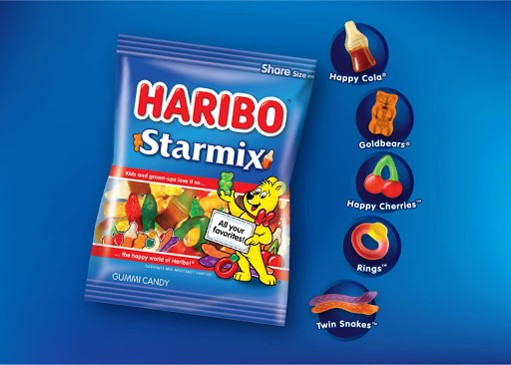 Share Size
HARIBO
Starmix
Kids and grown-ups love it so...
All your
favorites!
... the happy world of Haribo!®
GUMMI CANDY
Happy Cola®
Goldbears®
Happy Cherries™
Rings™
Twin Snakes™